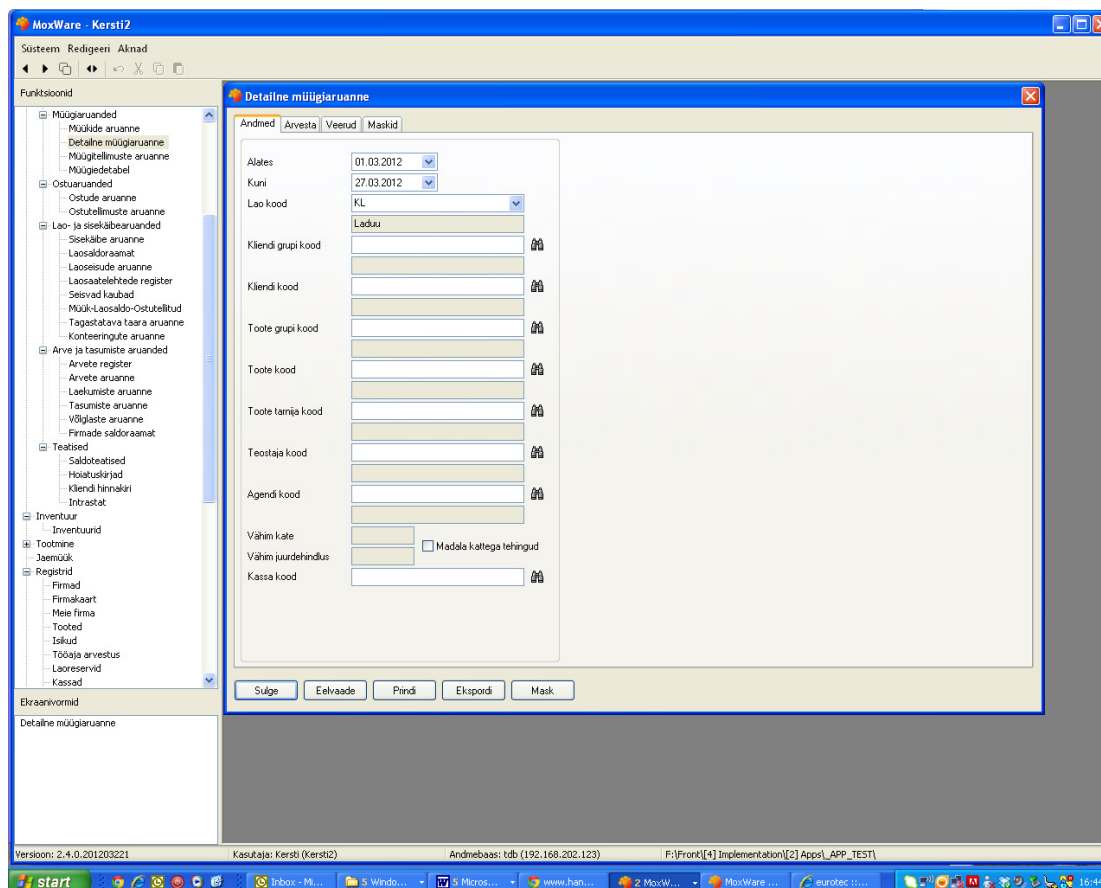 MoxWare - Kersti2
Süsteem Redigeeri Aknad
Funktsioonid
Müügiaruanded
Müükide aruanne
Detailne müügiaruanne
Müügitellimuste aruanne
Müügiedetabel
Ostuaruanded
Ostude aruanne
Ostutellimuste aruanne
Lao- ja sisekäibearuanded
Sisekäibe aruanne
Laosaldoraamat
Laoseisude aruanne
Laosaatelehtede register
Seisvad kaubad
Müük-Laosaldo-Ostutellitud
Tagastatava taara aruanne
Konteeringute aruanne
Arve ja tasumiste aruanded
Arvete register
Arvete aruanne
Laekumiste aruanne
Tasumiste aruanne
Võlglaste aruanne
Firmade saldoraamat
Teatised
Saldoteatised
Hoiatuskirjad
Kliendi hinnakiri
Intrastat
Inventuur
Inventuurid
Tootmine
Jaemüük
Registrid
Firmad
Firmakaart
Meie firma
Tooted
Isikud
Tööaja arvestus
Laoreservid
Kassad
Ekraanivormid
Detailne müügiaruanne
Detailne müügiaruanne
Andmed Arvesta Veerud Maskid
Alates 01.03.2012
Kuni 27.03.2012
Lao kood KL
Laduu
Kliendi grupi kood
Kliendi kood
Toote grupi kood
Toote kood
Toote tarnija kood
Teostaja kood
Agendi kood
Vähim kate
Madala kattega tehingud
Vähim juurdehindlus
Kassa kood
Sulge Eelvaade Prindi Ekspordi Mask
Versioon: 2.4.0.201203221 Kasutaja: Kersti (Kersti2) Andmebaas: tdb (192.168.202.123) F:\Front\[4] Implementation\[2] Apps\_APP_TEST\
start Inbox - Mi... 5 Windo... 5 Micros... www.han... 2 MoxW... MoxWare ... eurotec ::... 16:44